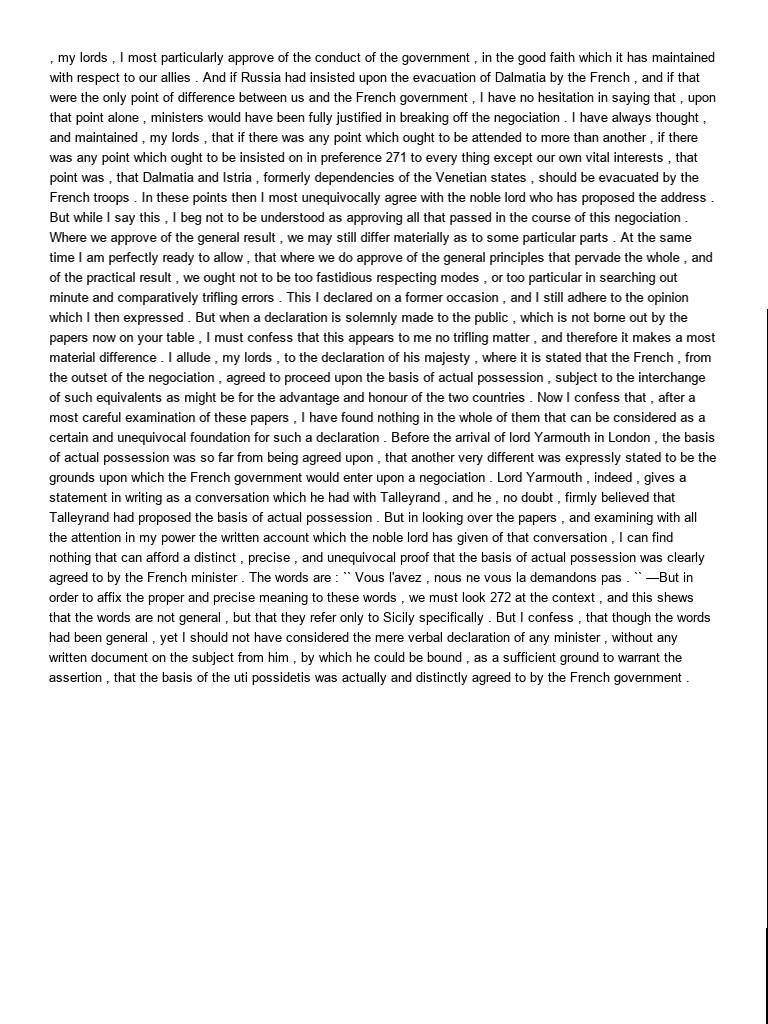 , my lords , I most particularly approve of the conduct of the government , in the good faith which it has maintained
with respect to our allies . And if Russia had insisted upon the evacuation of Dalmatia by the French , and if that
were the only point of difference between us and the French government , I have no hesitation in saying that , upon
that point alone , ministers would have been fully justified in breaking off the negociation . I have always thought ,
and maintained , my lords , that if there was any point which ought to be attended to more than another , if there
was any point which ought to be insisted on in preference 271 to every thing except our own vital interests , that
point was , that Dalmatia and Istria , formerly dependencies of the Venetian states , should be evacuated by the
French troops . In these points then I most unequivocally agree with the noble lord who has proposed the address .
But while I say this , I beg not to be understood as approving all that passed in the course of this negociation .
Where we approve of the general result , we may still differ materially as to some particular parts . At the same
time I am perfectly ready to allow , that where we do approve of the general principles that pervade the whole , and
of the practical result , we ought not to be too fastidious respecting modes , or too particular in searching out
minute and comparatively trifling errors . This I declared on a former occasion , and I still adhere to the opinion
which I then expressed . But when a declaration is solemnly made to the public , which is not borne out by the
papers now on your table , I must confess that this appears to me no trifling matter , and therefore it makes a most
material difference . I allude , my lords , to the declaration of his majesty , where it is stated that the French , from
the outset of the negociation , agreed to proceed upon the basis of actual possession , subject to the interchange
of such equivalents as might be for the advantage and honour of the two countries . Now I confess that , after a
most careful examination of these papers , I have found nothing in the whole of them that can be considered as a
certain and unequivocal foundation for such a declaration . Before the arrival of lord Yarmouth in London , the basis
of actual possession was so far from being agreed upon , that another very different was expressly stated to be the
grounds upon which the French government would enter upon a negociation . Lord Yarmouth , indeed , gives a
statement in writing as a conversation which he had with Talleyrand , and he , no doubt , firmly believed that
Talleyrand had proposed the basis of actual possession . But in looking over the papers , and examining with all
the attention in my power the written account which the noble lord has given of that conversation , I can find
nothing that can afford a distinct , precise , and unequivocal proof that the basis of actual possession was clearly
agreed to by the French minister . The words are : `` Vous l'avez , nous ne vous la demandons pas . `` —But in
order to affix the proper and precise meaning to these words , we must look 272 at the context , and this shews
that the words are not general , but that they refer only to Sicily specifically . But I confess , that though the words
had been general , yet I should not have considered the mere verbal declaration of any minister , without any
written document on the subject from him , by which he could be bound , as a sufficient ground to warrant the
assertion , that the basis of the uti possidetis was actually and distinctly agreed to by the French government .